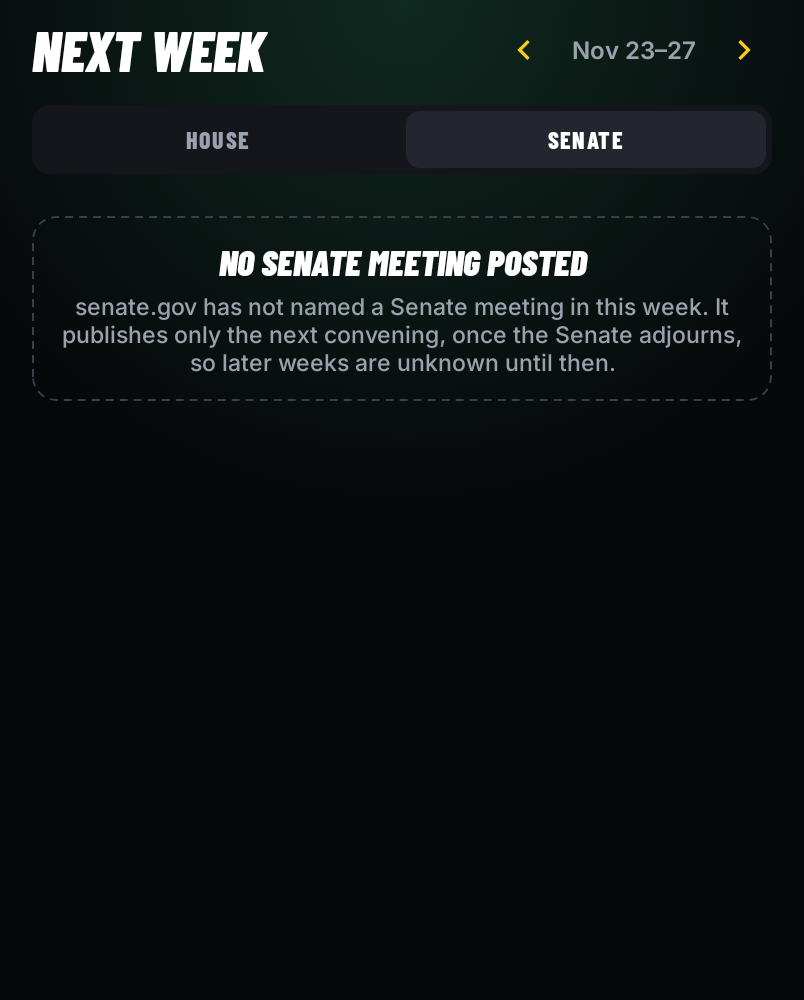 NEXT WEEK
Nov 23–27
HOUSE
SENATE
NO SENATE MEETING POSTED
senate.gov has not named a Senate meeting in this week. It
publishes only the next convening, once the Senate adjourns,
so later weeks are unknown until then.